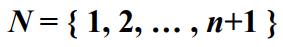 N = { 1, 2, … , n+1 }